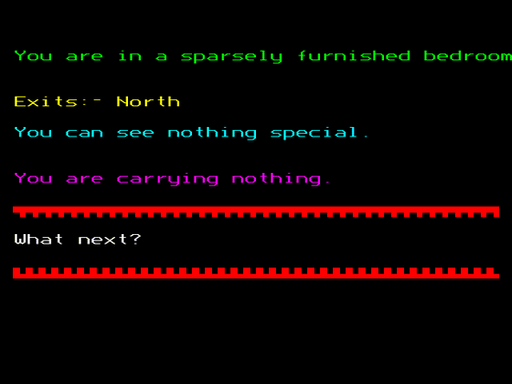 You are in a sparsely furnished bedroom
Exits:- North
You can see nothing special.
You are carrying nothing.
What next?